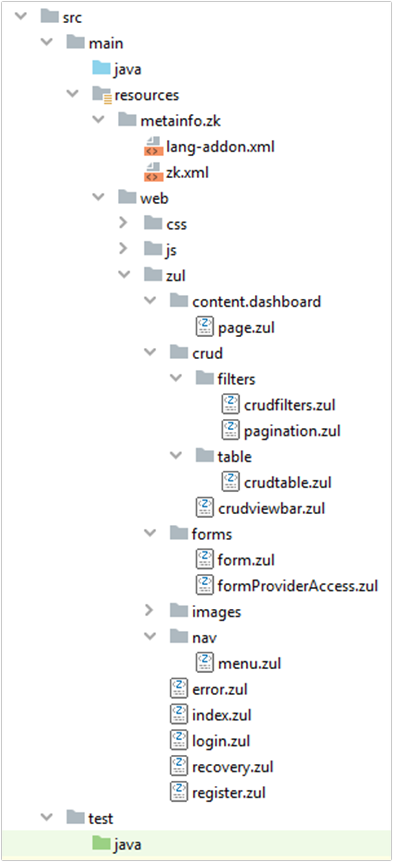 src
main
java
resources
metainfo.zk
lang-addon.xml
zk.xml
web
css
js
zul
content.dashboard
page.zul
crud
filters
crudfilters.zul
pagination.zul
table
crudtable.zul
crudviewbar.zul
forms
form.zul
formProviderAccess.zul
images
nav
menu.zul
error.zul
index.zul
login.zul
recovery.zul
register.zul
test
java